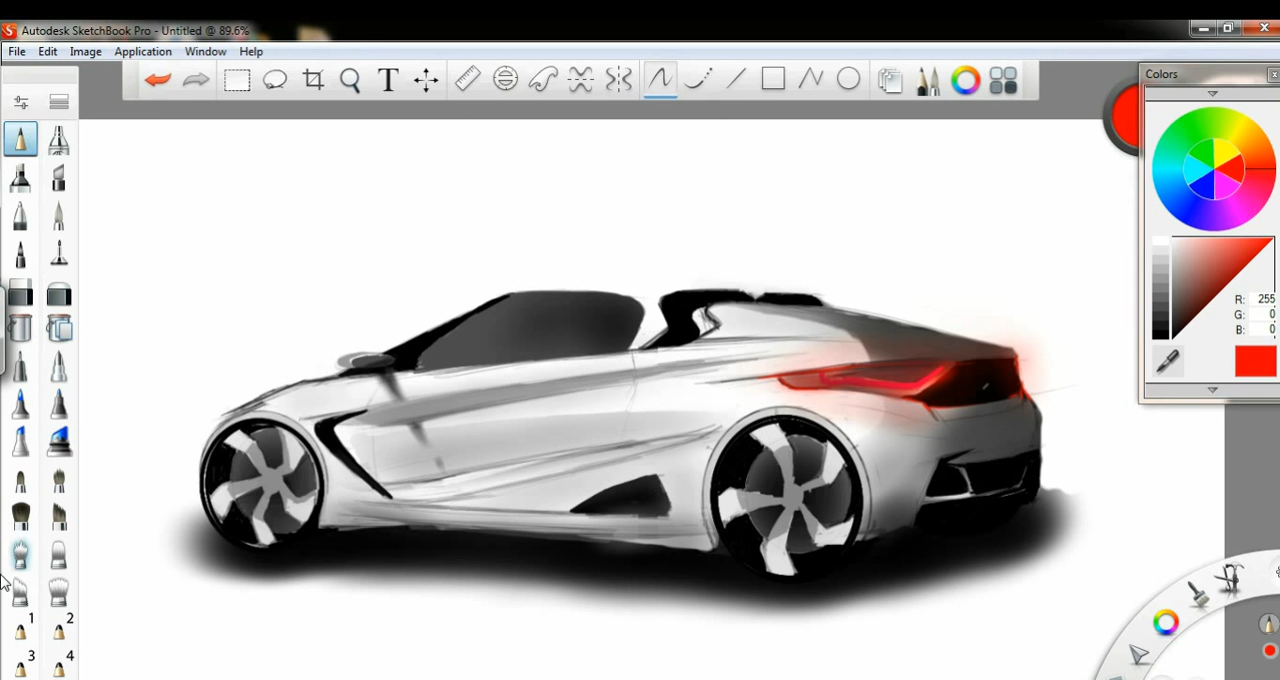 Autodesk SketchBook Pro - Untitled @ 89.6%
File Edit Image Application Window Help
T
Colors
R: 255
G: 0
B: 0
1 2
3 4